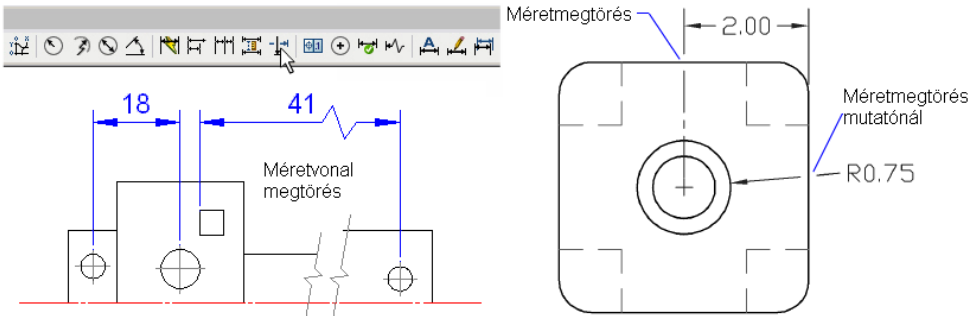 18
41
Méretvonal
megtörés
Méretmegtörés
2.00
Méretmegtörés
mutatónál
R0.75